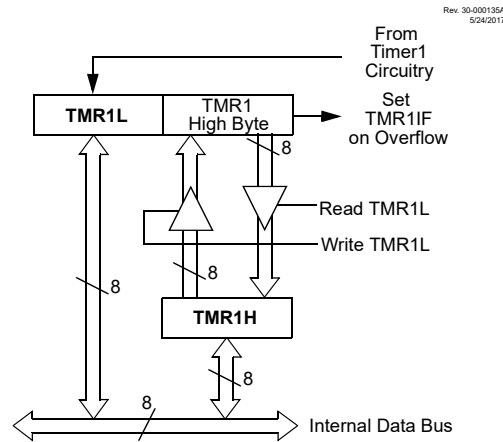 Rev. 30-000135A
5/24/2017
From
Timer1
Circuitry
TMR1L
TMR1
High Byte
Set
TMR1IF
on Overflow
8
Read TMR1L
Write TMR1L
8
8
TMR1H
8
8
Internal Data Bus